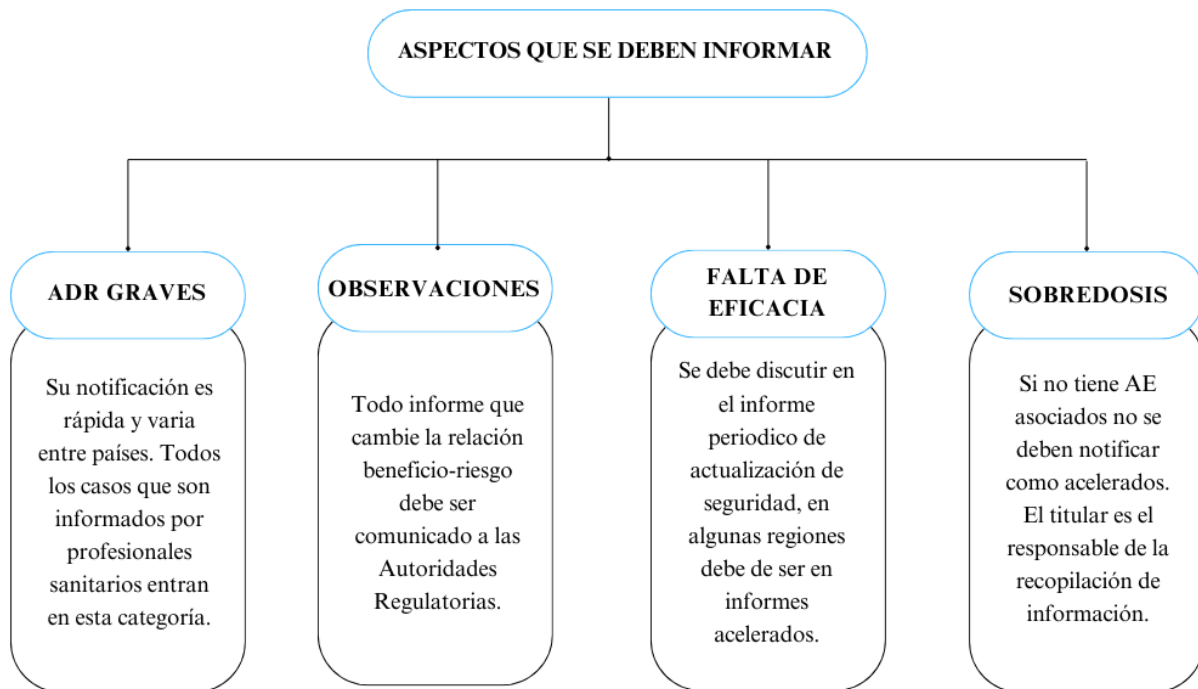 ASPECTOS QUE SE DEBEN INFORMAR
ADR GRAVES
Su notificación es
rápida y varia
entre países. Todos
los casos que son
informados por
profesionales
sanitarios entran
en esta categoría.
OBSERVACIONES
Todo informe que
cambie la relación
beneficio-riesgo
debe ser
comunicado a las
Autoridades
Regulatorias.
FALTA DE
EFICACIA
Se debe discutir en
el informe
periodico de
actualización de
seguridad, en
algunas regiones
debe de ser en
informes
acelerados.
SOBREDOSIS
Si no tiene AE
asociados no se
deben notificar
como acelerados.
El titular es el
responsable de la
recopilación de
información.